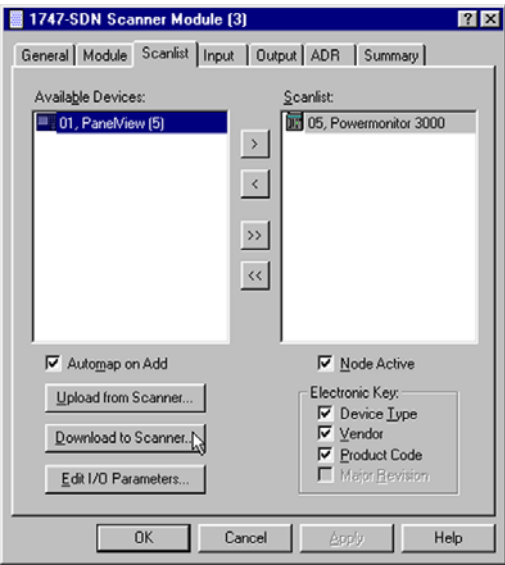 1747-SDN Scanner Module (3)
General Module Scanlist Input Output ADR Summary
Available Devices:
01, PanelView (5)
Scanlist:
05, Powermonitor 3000
>
<
>>
<<
Automap on Add
Upload from Scanner...
Download to Scanner...
Edit I/O Parameters...
Node Active
Electronic Key:
Device Type
Vendor
Product Code
Major Revision
OK Cancel Apply Help